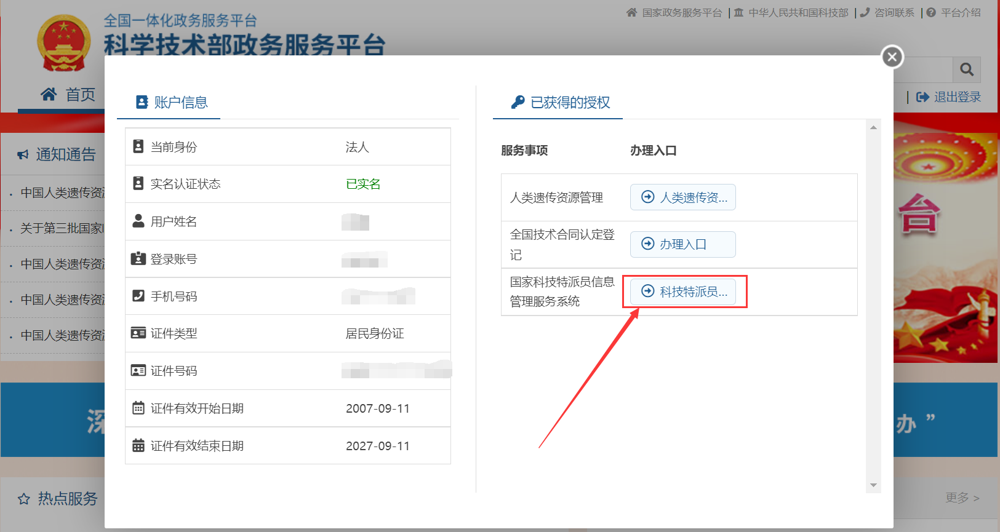 国家政务服务平台 | 中华人民共和国科技部 | 咨询联系 | 平台介绍
全国一体化政务服务平台
科学技术部政务服务平台
首页
| 退出登录
通知通告
· 中国人类遗传资
· 关于第三批国家
· 中国人类遗传资
· 中国人类遗传资
· 中国人类遗传资
台
深
办 ”
热点服务
更多 >
账户信息
当前身份 法人
实名认证状态 已实名
用户姓名
登录账号
手机号码
证件类型 居民身份证
证件号码
证件有效开始日期 2007-09-11
证件有效结束日期 2027-09-11
已获得的授权
服务事项 办理入口
人类遗传资源管理 人类遗传资...
全国技术合同认定登
记
办理入口
国家科技特派员信息
管理服务系统
科技特派员...